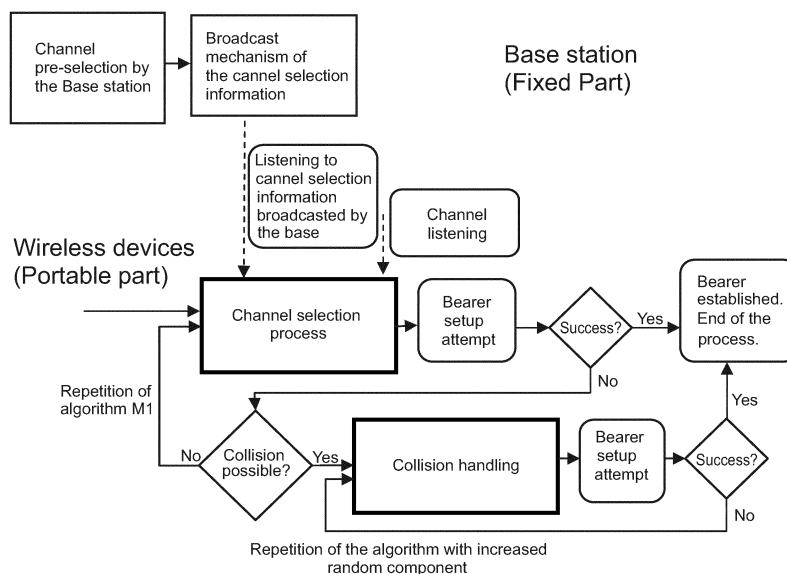 Channel
pre-selection by
the Base station
Broadcast
mechanism of
the cannel selection
information
Base station
(Fixed Part)
Listening to
cannel selection
information
broadcasted by
the base
Channel
listening
Wireless devices
(Portable part)
Channel selection
process
Bearer
setup
attempt
Success?
Yes
Bearer
established.
End of the
process.
No
Repetition of
algorithm M1
Yes
No
Collision
possible?
Yes
Collision handling
Bearer
setup
attempt
Success?
No
Repetition of the algorithm with increased
random component